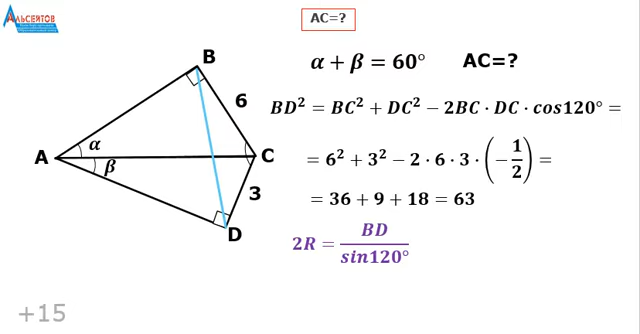 АЛЬСЕИТОВ
AC=?
α + β = 60° AC=?
BD² = BC² + DC² − 2BC · DC · cos120° =
= 6² + 3² − 2 · 6 · 3 · (−1/2) =
= 36 + 9 + 18 = 63
2R = BD/sin120°
B
6
α
A
C
β
3
D
+15